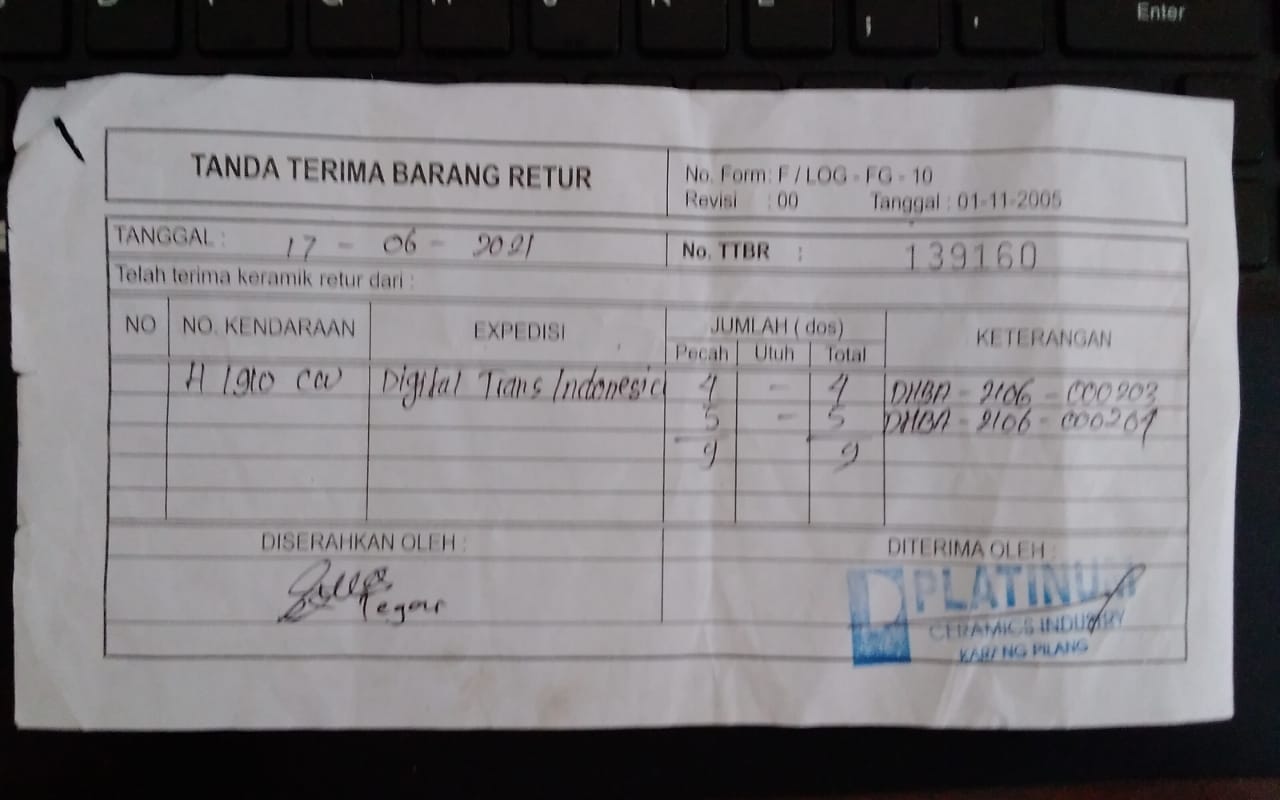 Enter
TANDA TERIMA BARANG RETUR
No. Form: F / LOG - FG - 10
Revisi : 00 Tanggal : 01-11-2005
TANGGAL : 17 - 06 - 2021
No. TTBR : 139160
Telah terima keramik retur dari :
NO NO. KENDARAAN EXPEDISI JUMLAH ( dos) KETERANGAN
Pecah Utuh Total
H 1910 Digital Trans Indonesia 4 - 4 DHBA - 2106 - 000203
5 - 5 DHBA - 2106 - 000204
9 9
DISERAHKAN OLEH :
DITERIMA OLEH :
Tegar
PLATINUM
CERAMICS INDUSTRY
KARANG PILANG